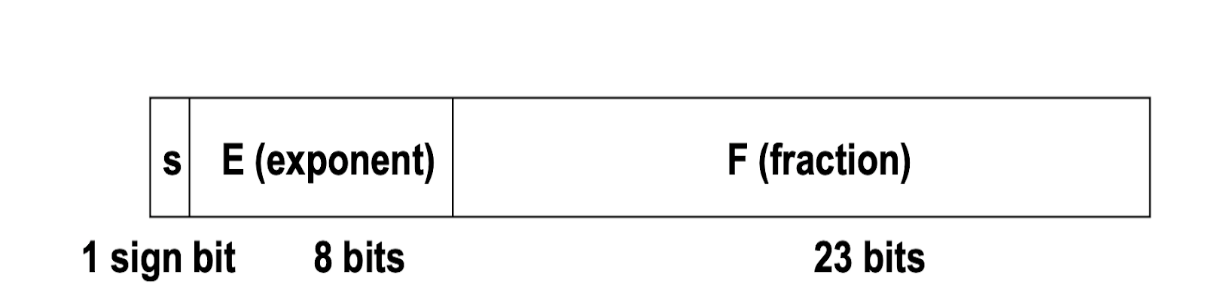 s E (exponent) F (fraction)
1 sign bit 8 bits 23 bits